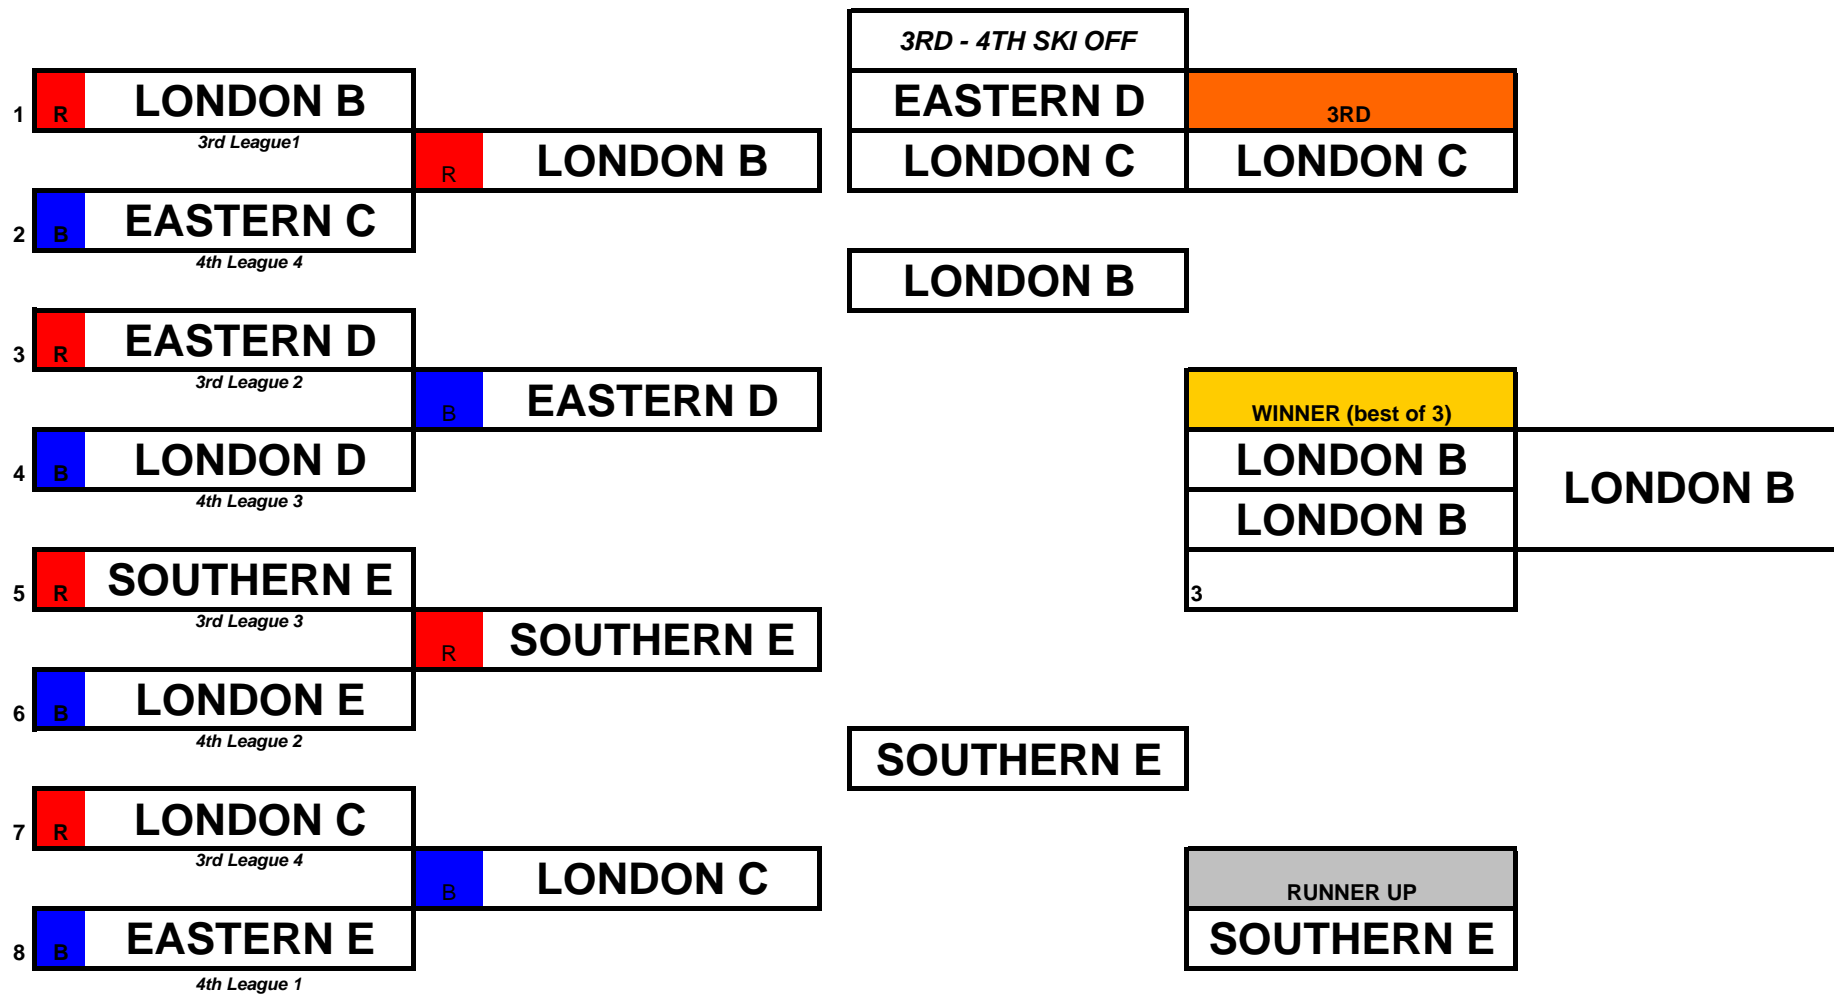 3RD - 4TH SKI OFF
1 R LONDON B
EASTERN D 3RD
3rd League1
R LONDON B
LONDON C LONDON C
2 B EASTERN C
4th League 4
LONDON B
3 R EASTERN D
3rd League 2
B EASTERN D
WINNER (best of 3)
4 B LONDON D
LONDON B
LONDON B
4th League 3
LONDON B
5 R SOUTHERN E
3
3rd League 3
R SOUTHERN E
6 B LONDON E
4th League 2
SOUTHERN E
7 R LONDON C
3rd League 4
B LONDON C
RUNNER UP
8 B EASTERN E
SOUTHERN E
4th League 1